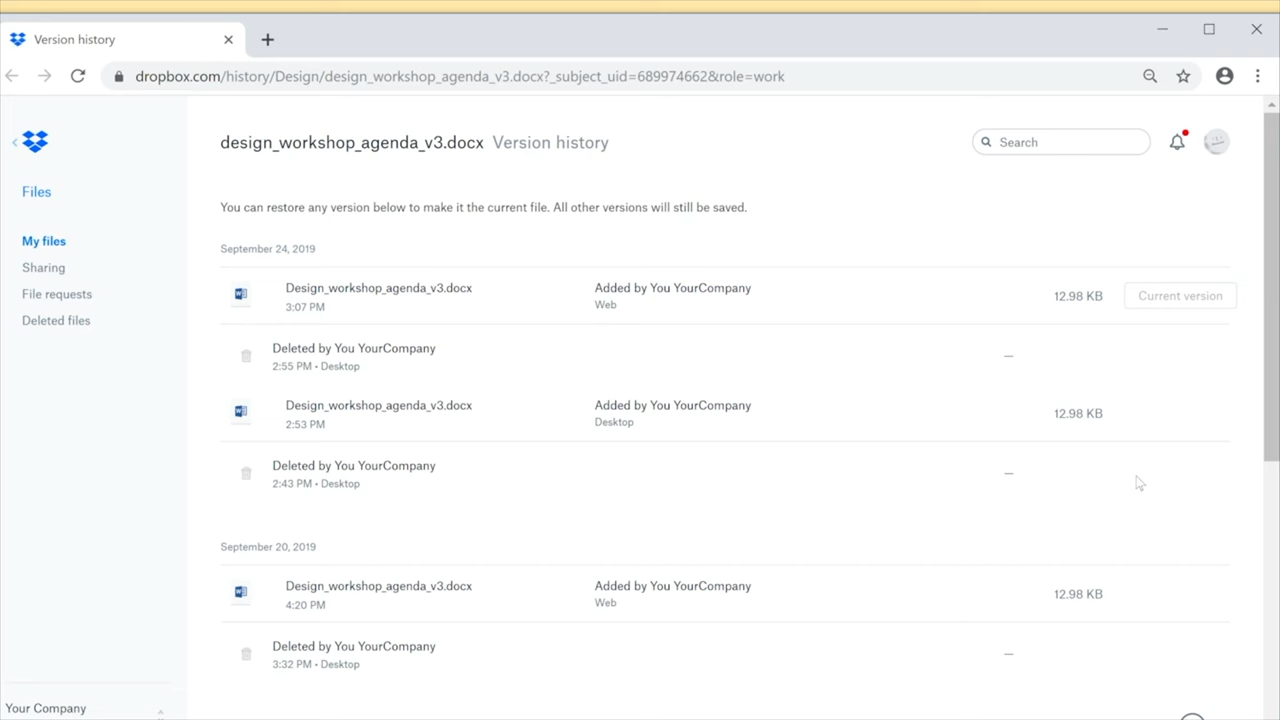 Version history
dropbox.com/history/Design/design_workshop_agenda_v3.docx?_subject_uid=689974662&role=work
design_workshop_agenda_v3.docx Version history
Search
Files
You can restore any version below to make it the current file. All other versions will still be saved.
My files
Sharing
File requests
Deleted files
September 24, 2019
Design_workshop_agenda_v3.docx Added by You YourCompany
3:07 PM Web
12.98 KB Current version
Deleted by You YourCompany
2:55 PM • Desktop
–
Design_workshop_agenda_v3.docx Added by You YourCompany
2:53 PM Desktop
12.98 KB
Deleted by You YourCompany
2:43 PM • Desktop
–
September 20, 2019
Design_workshop_agenda_v3.docx Added by You YourCompany
4:20 PM Web
12.98 KB
Deleted by You YourCompany
3:32 PM • Desktop
–
Your Company